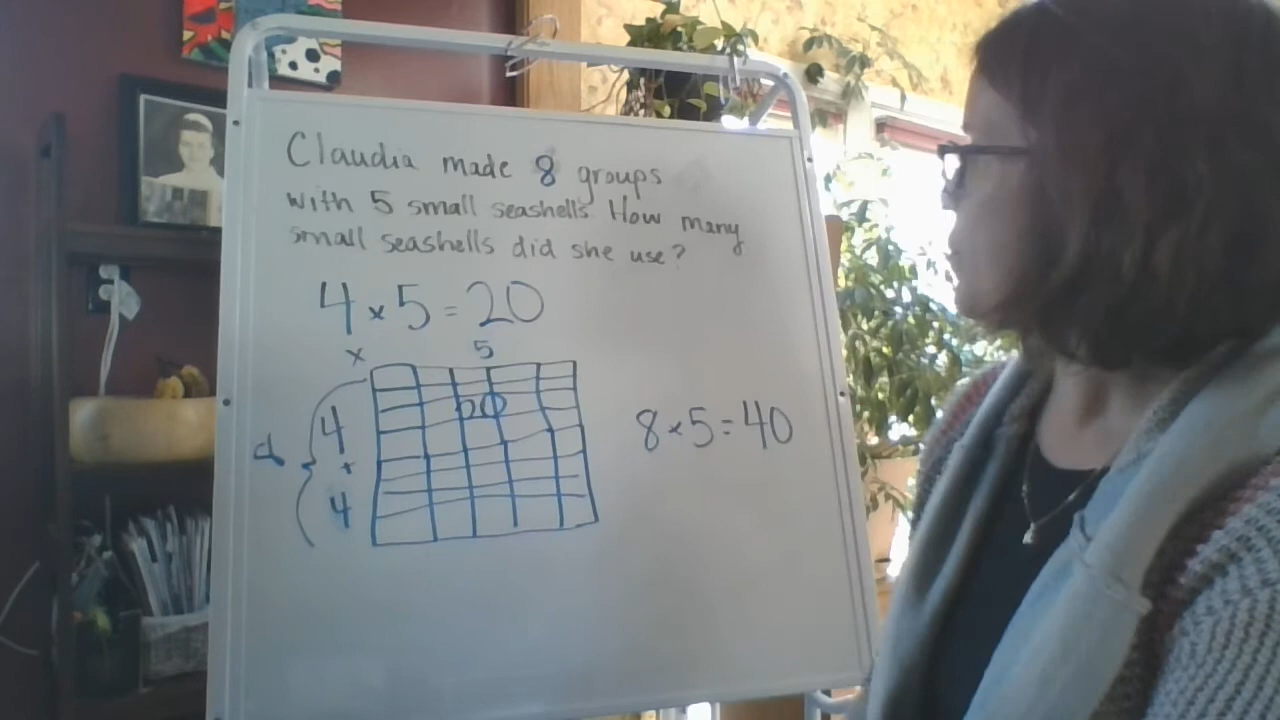 Claudia made 8 groups
with 5 small seashells. How many
small seashells did she use?
4 × 5 = 20
× 5
20
4
+
4
8 × 5 = 40